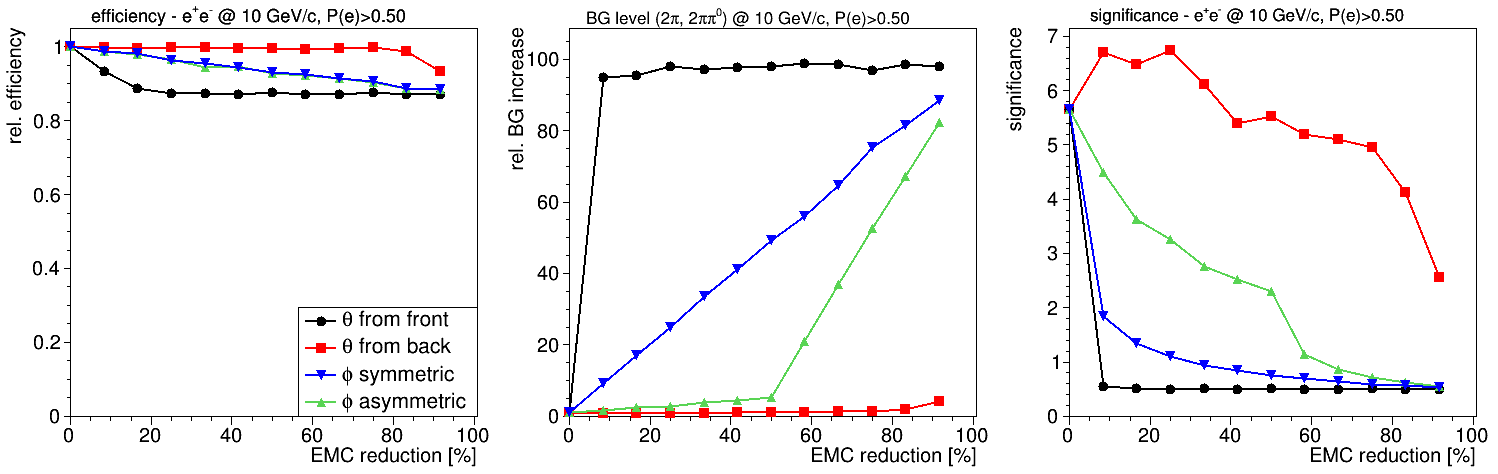 efficiency - e⁺e⁻ @ 10 GeV/c, P(e)>0.50
rel. efficiency
1
0.8
0.6
0.4
0.2
0
0 20 40 60 80 100
EMC reduction [%]
θ from front
θ from back
ϕ symmetric
ϕ asymmetric
BG level (2π, 2ππ⁰) @ 10 GeV/c, P(e)>0.50
rel. BG increase
100
80
60
40
20
0
0 20 40 60 80 100
EMC reduction [%]
significance - e⁺e⁻ @ 10 GeV/c, P(e)>0.50
significance
7
6
5
4
3
2
1
0
0 20 40 60 80 100
EMC reduction [%]